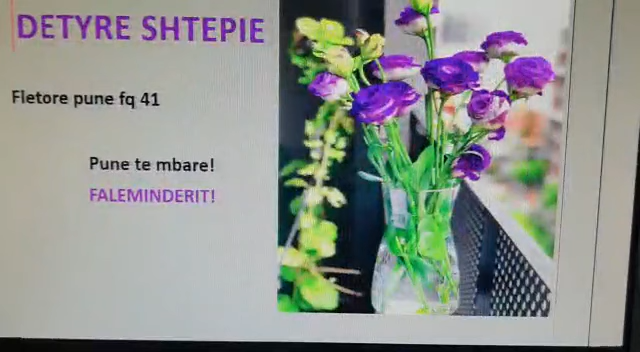 DETYRE SHTEPIE
Fletore pune fq 41
Pune te mbare!
FALEMINDERIT!